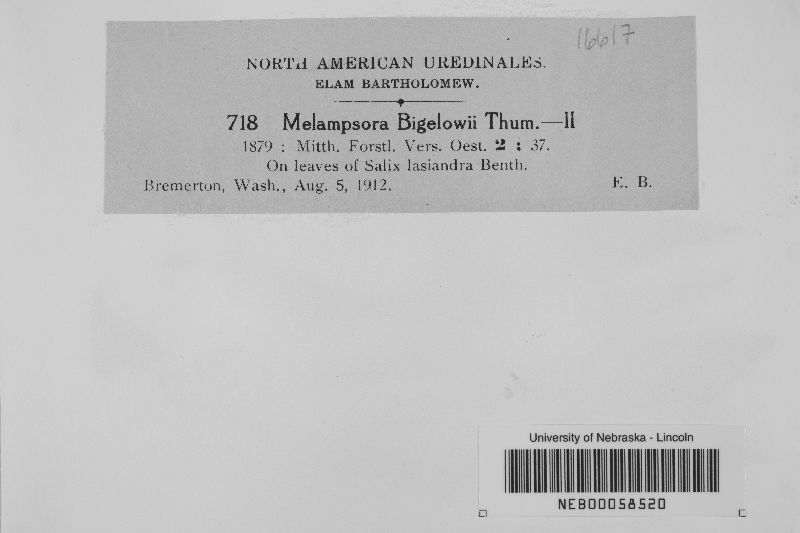 16617
NORTH AMERICAN UREDINALES.
ELAM BARTHOLOMEW.
718 Melampsora Bigelowii Thum.—II
1879 : Mitth. Forstl. Vers. Oest. 2 : 37.
On leaves of Salix lasiandra Benth.
Bremerton, Wash., Aug. 5, 1912. E. B.
University of Nebraska - Lincoln
NEB00058520